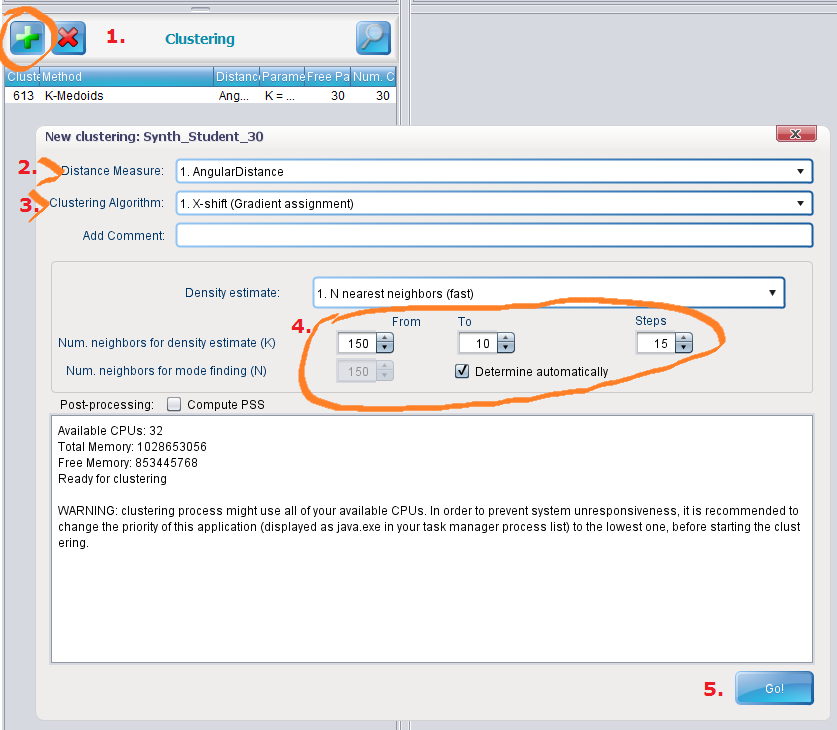 1. Clustering
Cluste Method Distanc Parame Free Pa Num. C
613 K-Medoids Ang... K = ... 30 30
New clustering: Synth_Student_30
2. Distance Measure: 1. AngularDistance
3. Clustering Algorithm: 1. X-shift (Gradient assignment)
Add Comment:
Density estimate: 1. N nearest neighbors (fast)
4. From To Steps
Num. neighbors for density estimate (K) 150 10 15
Num. neighbors for mode finding (N) 150 Determine automatically
Post-processing: Compute PSS
Available CPUs: 32
Total Memory: 1028653056
Free Memory: 853445768
Ready for clustering
WARNING: clustering process might use all of your available CPUs. In order to prevent system unresponsiveness, it is recommended to
change the priority of this application (displayed as java.exe in your task manager process list) to the lowest one, before starting the clust
ering.
5. Go!